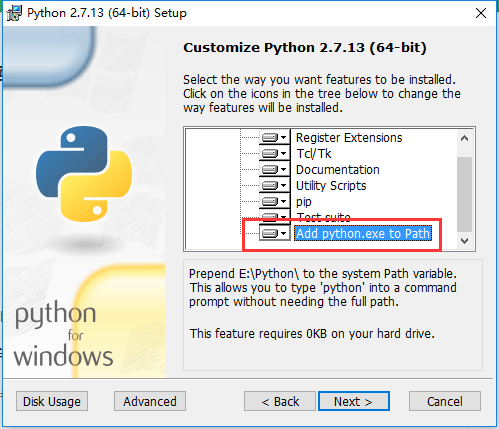 Python 2.7.13 (64-bit) Setup
Customize Python 2.7.13 (64-bit)
Select the way you want features to be installed.
Click on the icons in the tree below to change the
way features will be installed.
Register Extensions
Tcl/Tk
Documentation
Utility Scripts
pip
Test suite
Add python.exe to Path
Prepend E:\Python\ to the system Path variable.
This allows you to type 'python' into a command
prompt without needing the full path.
This feature requires 0KB on your hard drive.
python
for
windows
Disk Usage
Advanced
< Back
Next >
Cancel